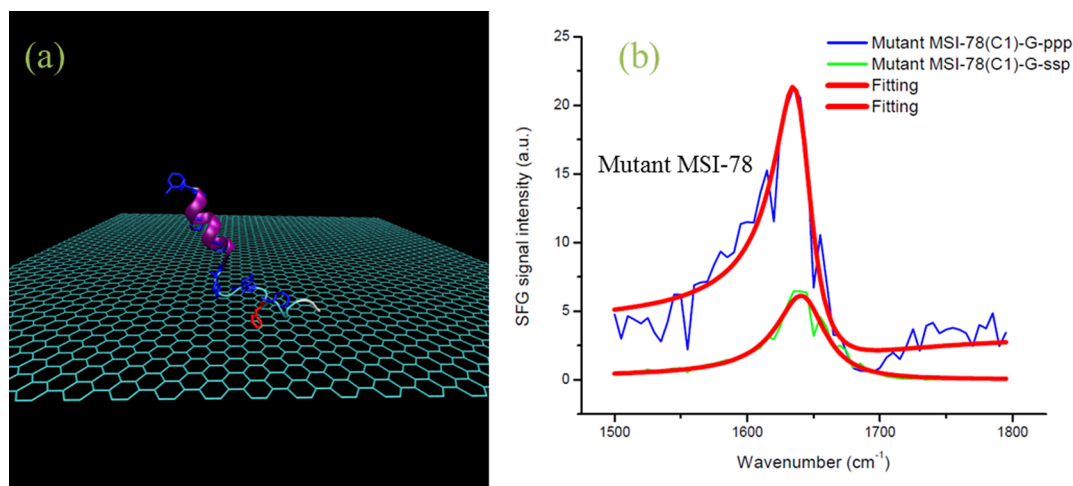 (a)
(b)
Mutant MSI-78(C1)-G-ppp
Mutant MSI-78(C1)-G-ssp
Fitting
Fitting
Mutant MSI-78
SFG signal intensity (a.u.)
25
20
15
10
5
0
1500
1600
1700
1800
Wavenumber (cm⁻¹)